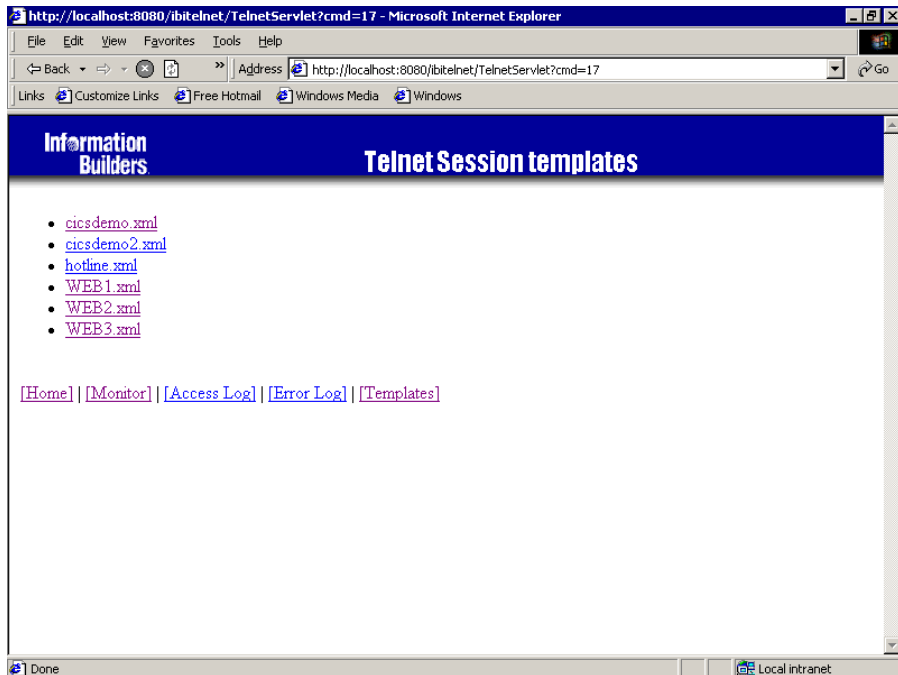 http://localhost:8080/ibitelnet/TelnetServlet?cmd=17 - Microsoft Internet Explorer
File Edit View Favorites Tools Help
Back » Address http://localhost:8080/ibitelnet/TelnetServlet?cmd=17 Go
Links Customize Links Free Hotmail Windows Media Windows
Information
Builders.
Telnet Session templates
• cicsdemo.xml
• cicsdemo2.xml
• hotline.xml
• WEB1.xml
• WEB2.xml
• WEB3.xml
[Home] | [Monitor] | [Access Log] | [Error Log] | [Templates]
Done Local intranet